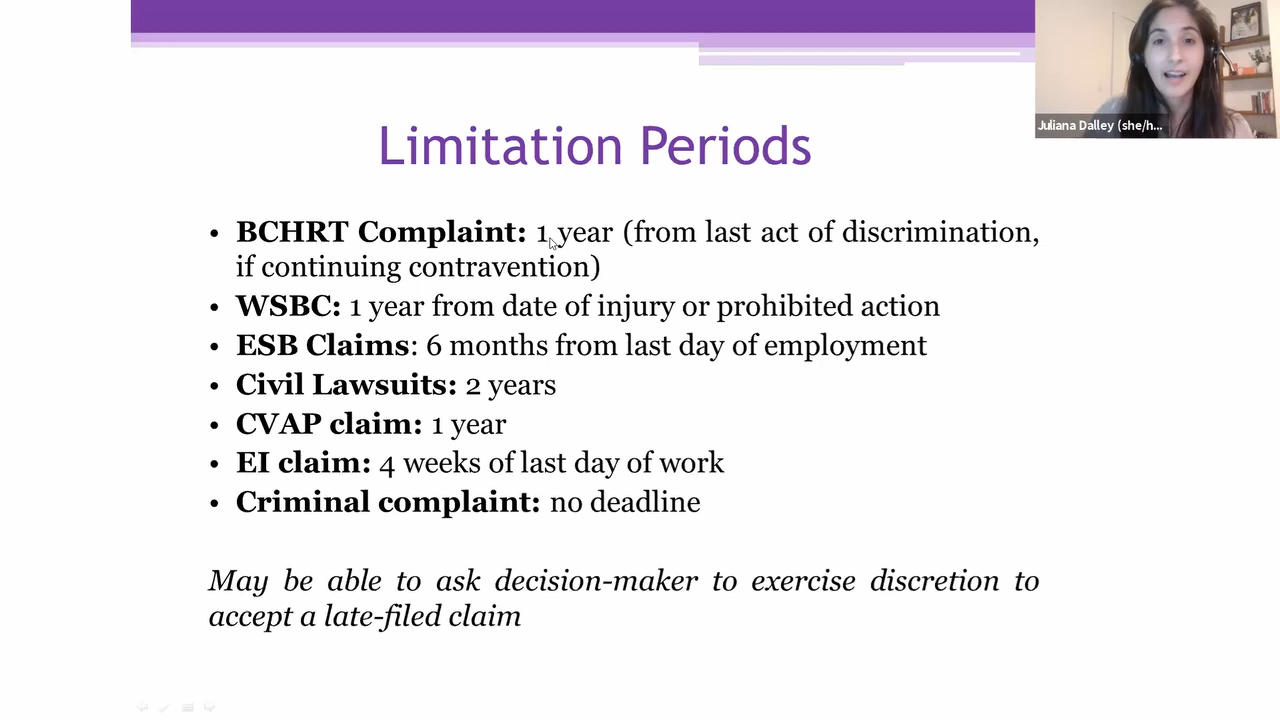 Limitation Periods
• BCHRT Complaint: 1 year (from last act of discrimination,
if continuing contravention)
• WSBC: 1 year from date of injury or prohibited action
• ESB Claims: 6 months from last day of employment
• Civil Lawsuits: 2 years
• CVAP claim: 1 year
• EI claim: 4 weeks of last day of work
• Criminal complaint: no deadline
May be able to ask decision-maker to exercise discretion to
accept a late-filed claim
Juliana Dalley (she/h...